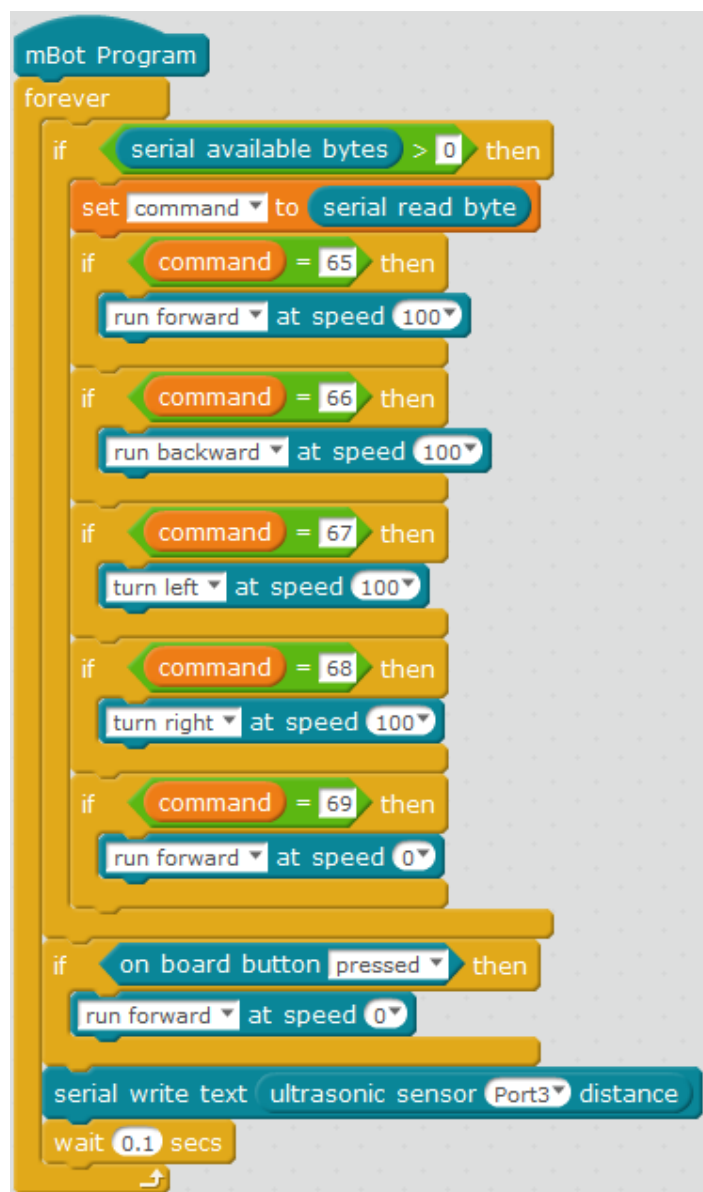 mBot Program
forever
if serial available bytes > 0 then
set command to serial read byte
if command = 65 then
run forward at speed 100
if command = 66 then
run backward at speed 100
if command = 67 then
turn left at speed 100
if command = 68 then
turn right at speed 100
if command = 69 then
run forward at speed 0
if on board button pressed then
run forward at speed 0
serial write text ultrasonic sensor Port3 distance
wait 0.1 secs